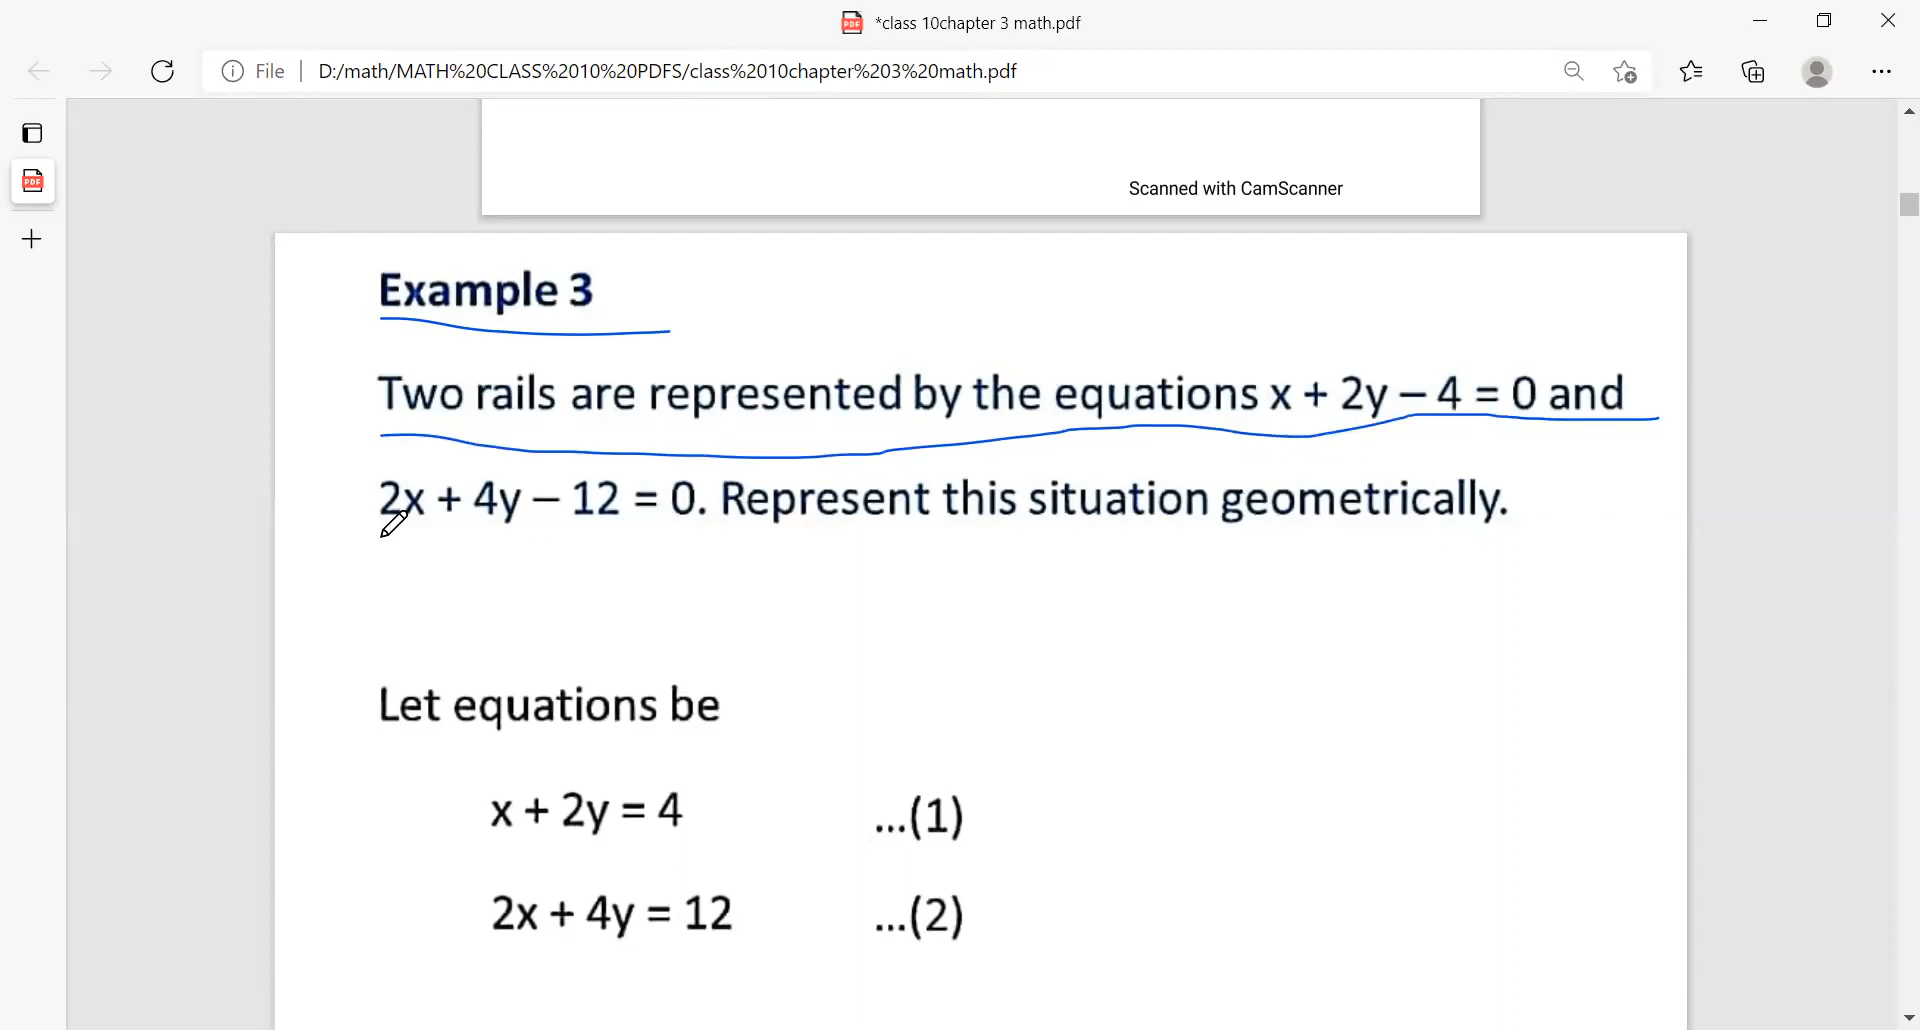 *class 10chapter 3 math.pdf
File | D:/math/MATH%20CLASS%2010%20PDFS/class%2010chapter%203%20math.pdf
Scanned with CamScanner
Example 3
Two rails are represented by the equations x + 2y – 4 = 0 and
2x + 4y – 12 = 0. Represent this situation geometrically.
Let equations be
x + 2y = 4 ...(1)
2x + 4y = 12 ...(2)